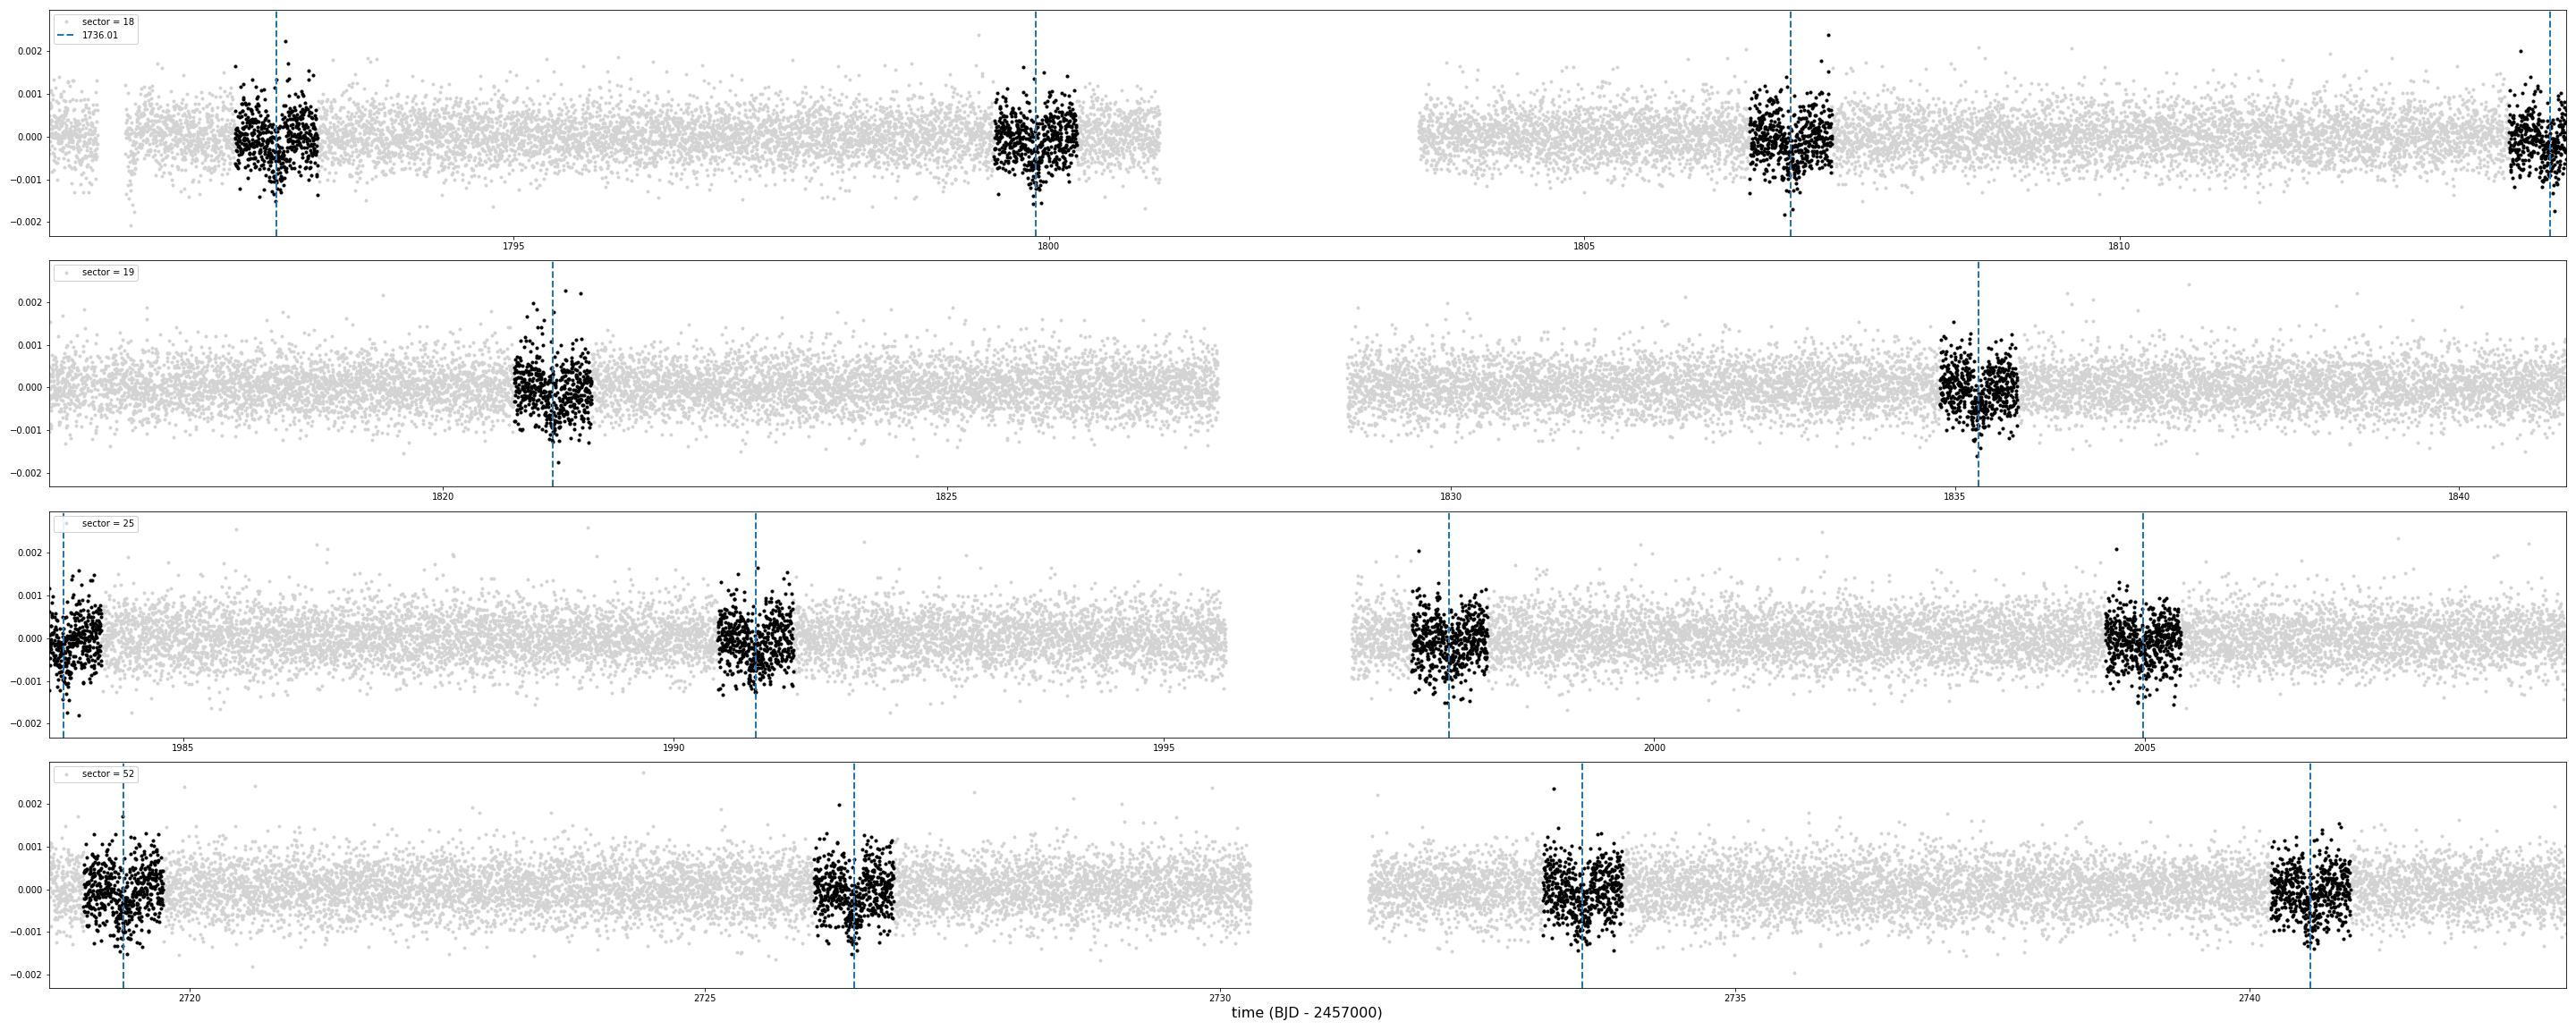 sector = 18
1736.01
0.002
0.001
0.000
−0.001
−0.002
1795 1800 1805 1810
sector = 19
0.002
0.001
0.000
−0.001
−0.002
1820 1825 1830 1835 1840
sector = 25
0.002
0.001
0.000
−0.001
−0.002
1985 1990 1995 2000 2005
sector = 52
0.002
0.001
0.000
−0.001
−0.002
2720 2725 2730 2735 2740
time (BJD - 2457000)